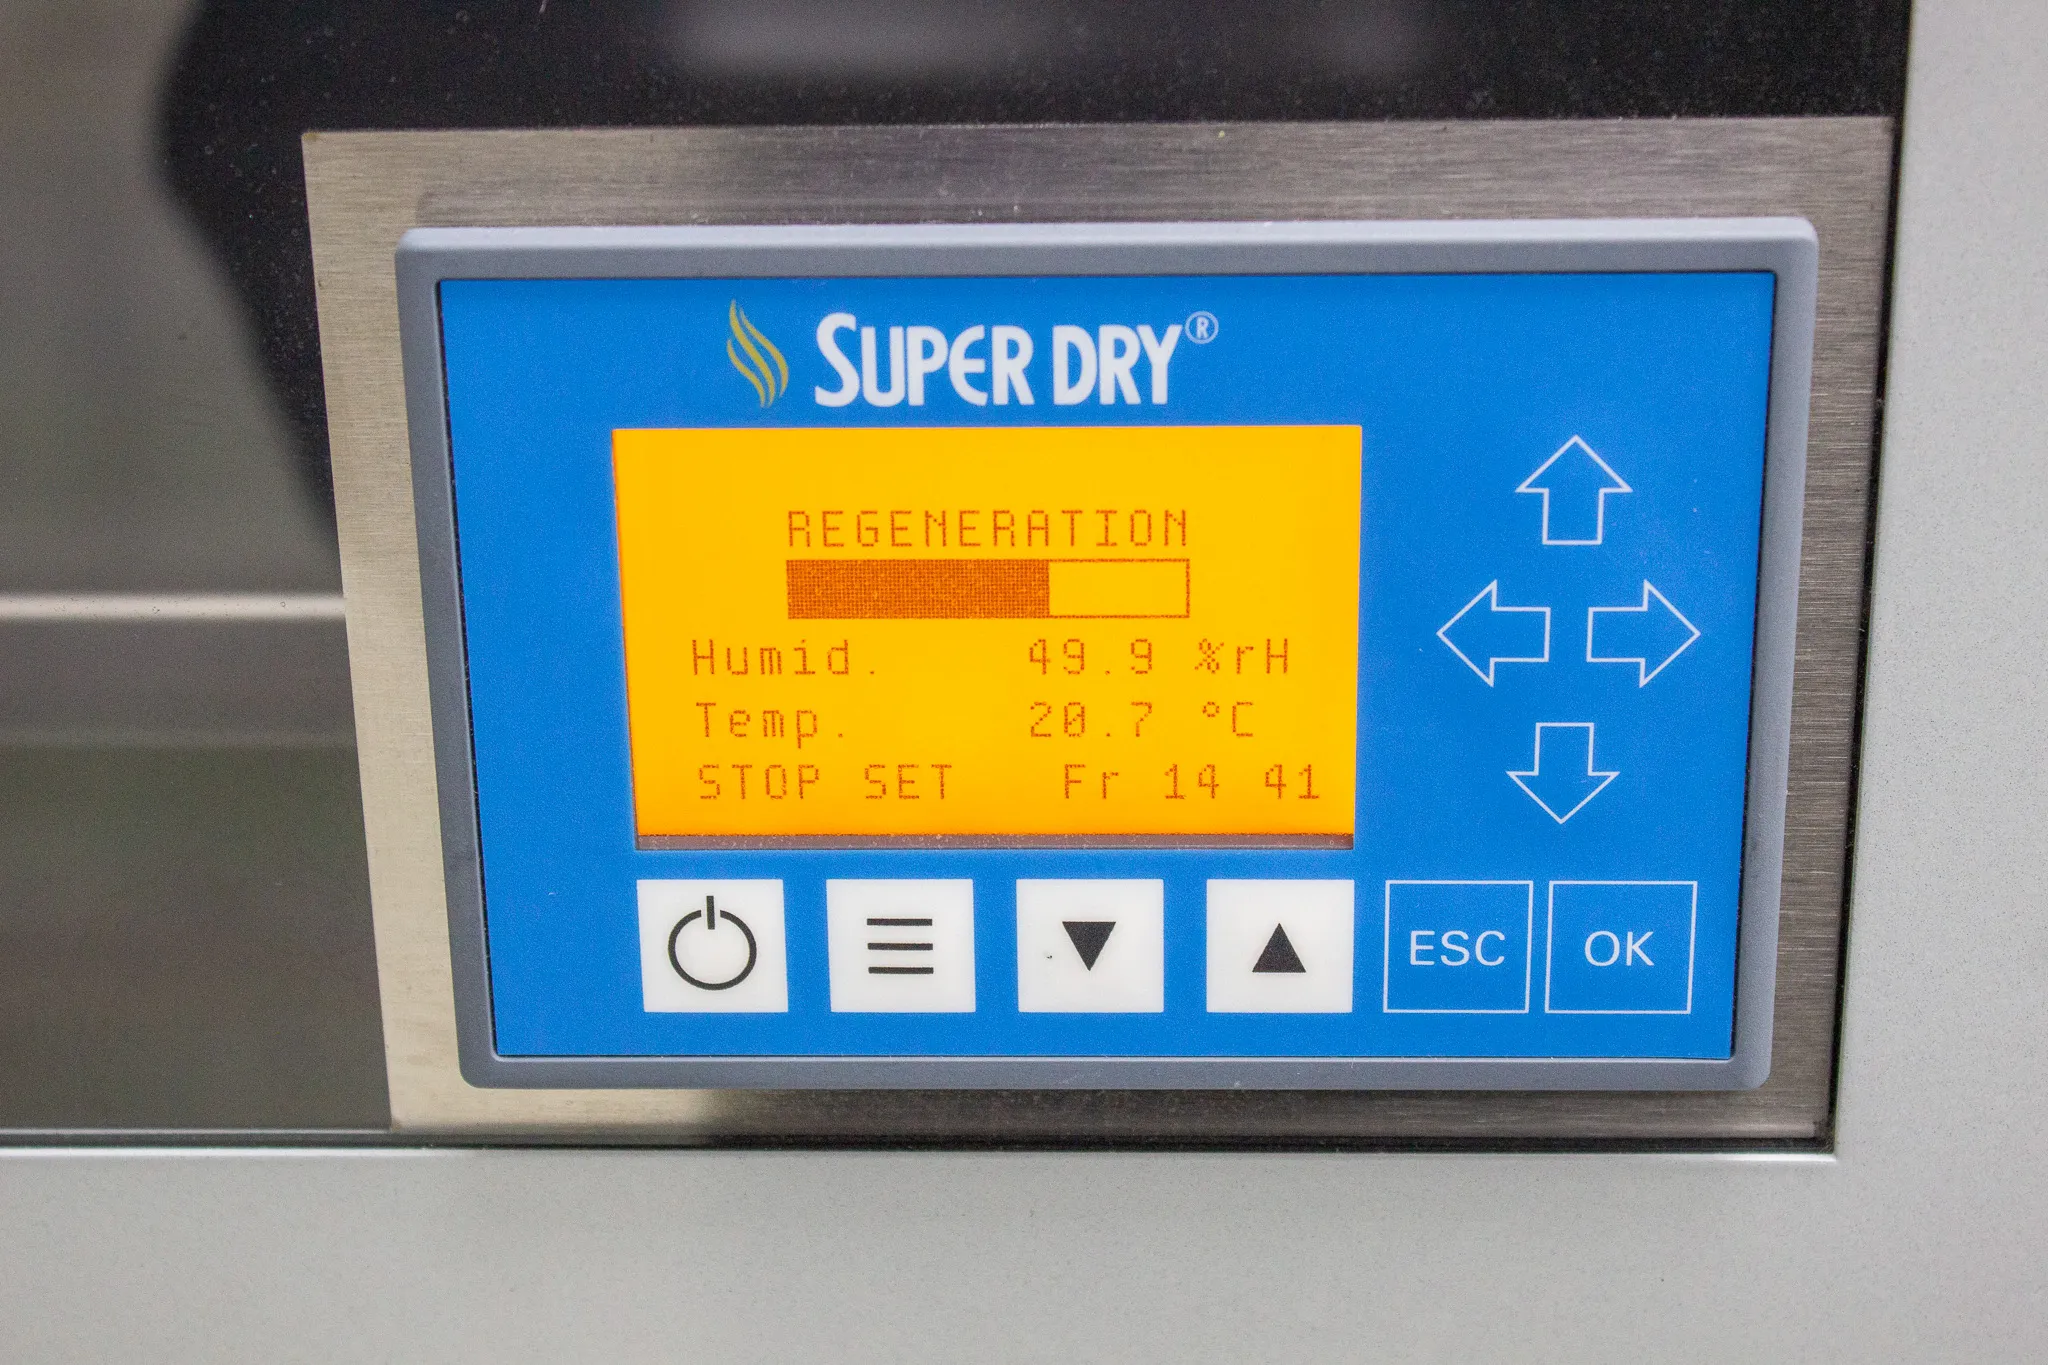 SUPER DRY®
REGENERATION
Humid. 49.9 %rH
Temp. 20.7 °C
STOP SET Fr 14 41
ESC OK